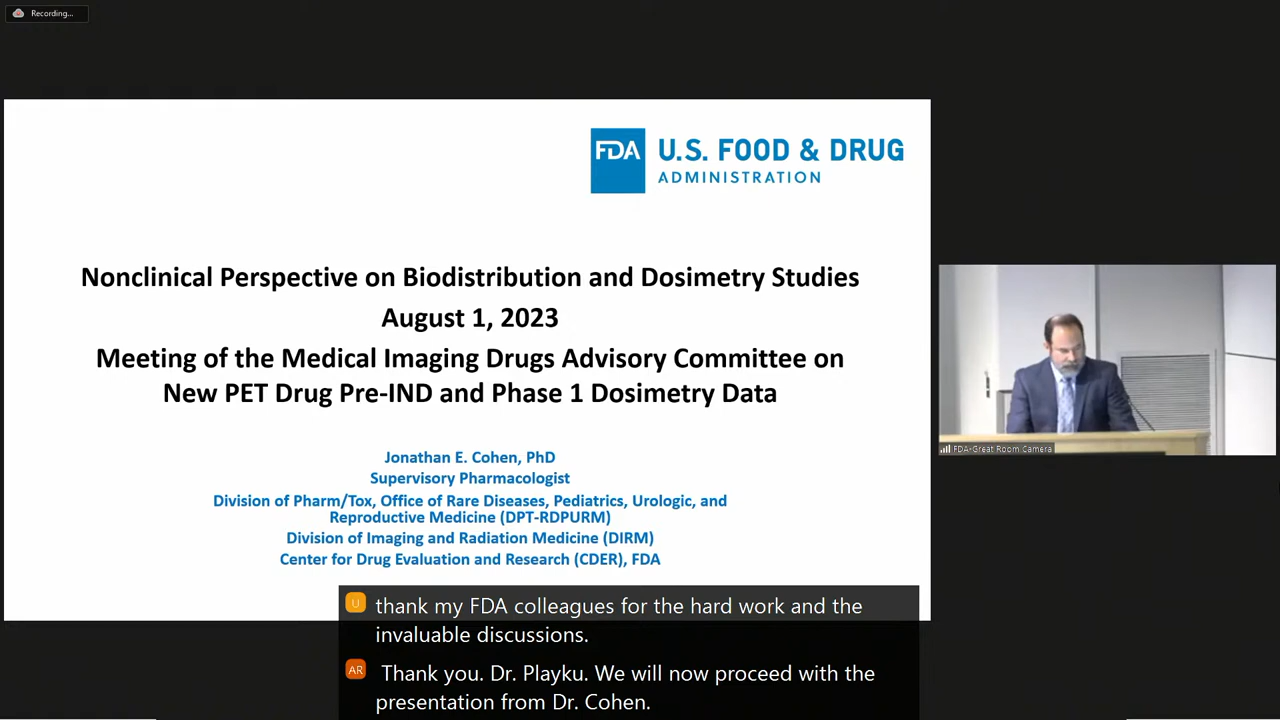 Recording...
FDA U.S. FOOD & DRUG
ADMINISTRATION
Nonclinical Perspective on Biodistribution and Dosimetry Studies
August 1, 2023
Meeting of the Medical Imaging Drugs Advisory Committee on
New PET Drug Pre-IND and Phase 1 Dosimetry Data
Jonathan E. Cohen, PhD
Supervisory Pharmacologist
Division of Pharm/Tox, Office of Rare Diseases, Pediatrics, Urologic, and
Reproductive Medicine (DPT-RDPURM)
Division of Imaging and Radiation Medicine (DIRM)
Center for Drug Evaluation and Research (CDER), FDA
FDA-Great Room Camera
U thank my FDA colleagues for the hard work and the
invaluable discussions.
AR Thank you. Dr. Playku. We will now proceed with the
presentation from Dr. Cohen.